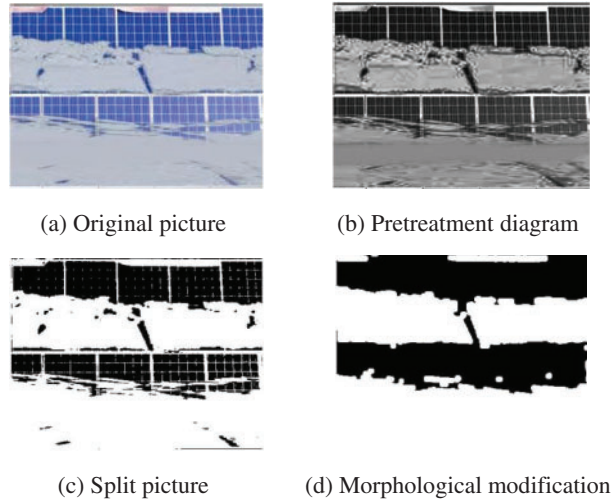 (a) Original picture
(b) Pretreatment diagram
(c) Split picture
(d) Morphological modification